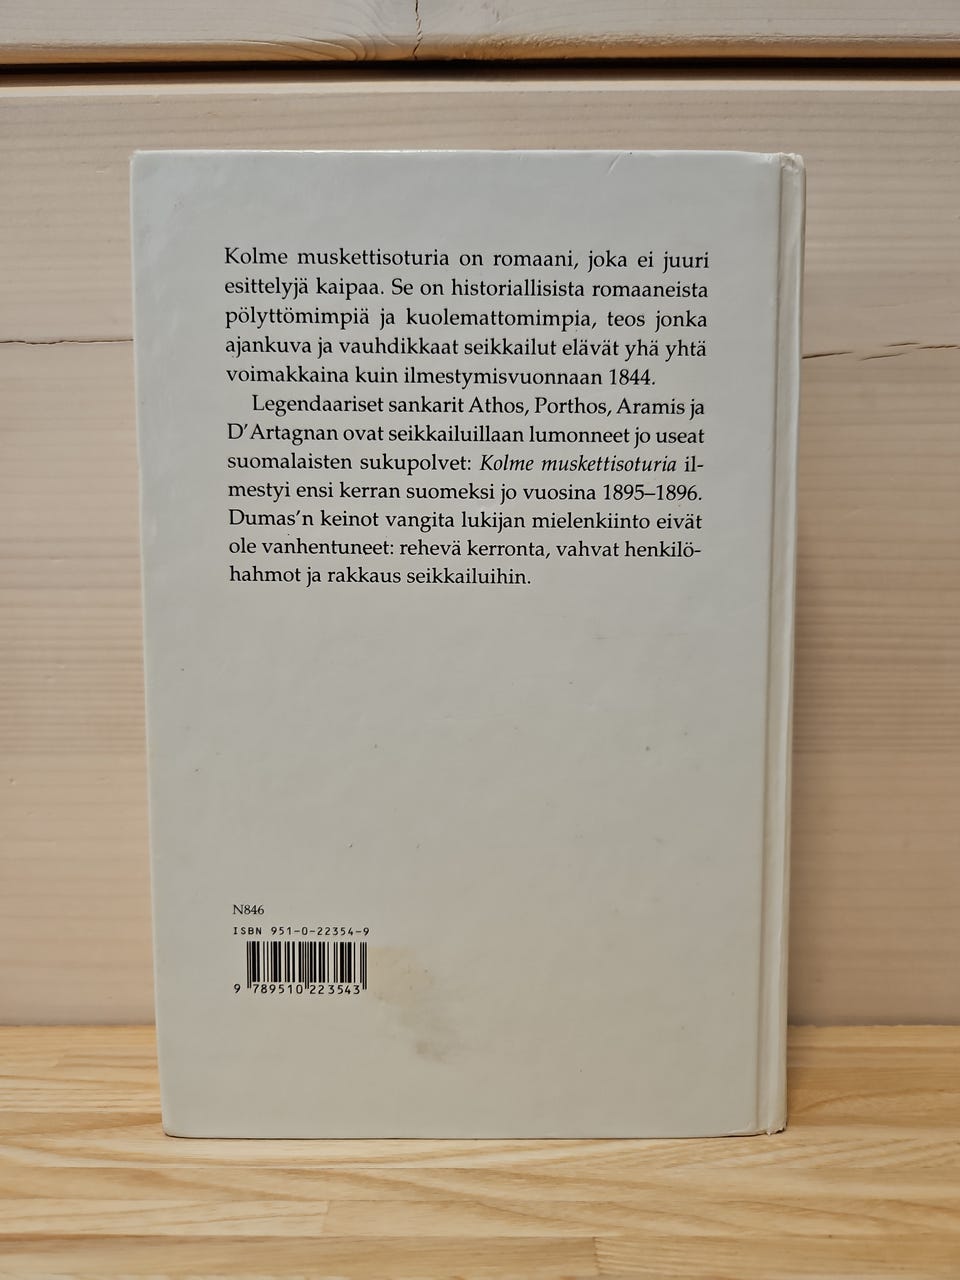 Kolme muskettisoturia on romaani, joka ei juuri
esittelyjä kaipaa. Se on historiallisista romaaneista
pölyttömimpiä ja kuolemattomimpia, teos jonka
ajankuva ja vauhdikkaat seikkailut elävät yhä yhtä
voimakkaina kuin ilmestymisvuonnaan 1844.
Legendaariset sankarit Athos, Porthos, Aramis ja
D'Artagnan ovat seikkailuillaan lumonneet jo useat
suomalaisten sukupolvet: Kolme muskettisoturia il-
mestyi ensi kerran suomeksi jo vuosina 1895–1896.
Dumas'n keinot vangita lukijan mielenkiinto eivät
ole vanhentuneet: rehevä kerronta, vahvat henkilö-
hahmot ja rakkaus seikkailuihin.
N846
ISBN 951-0-22354-9
9 789510 223543